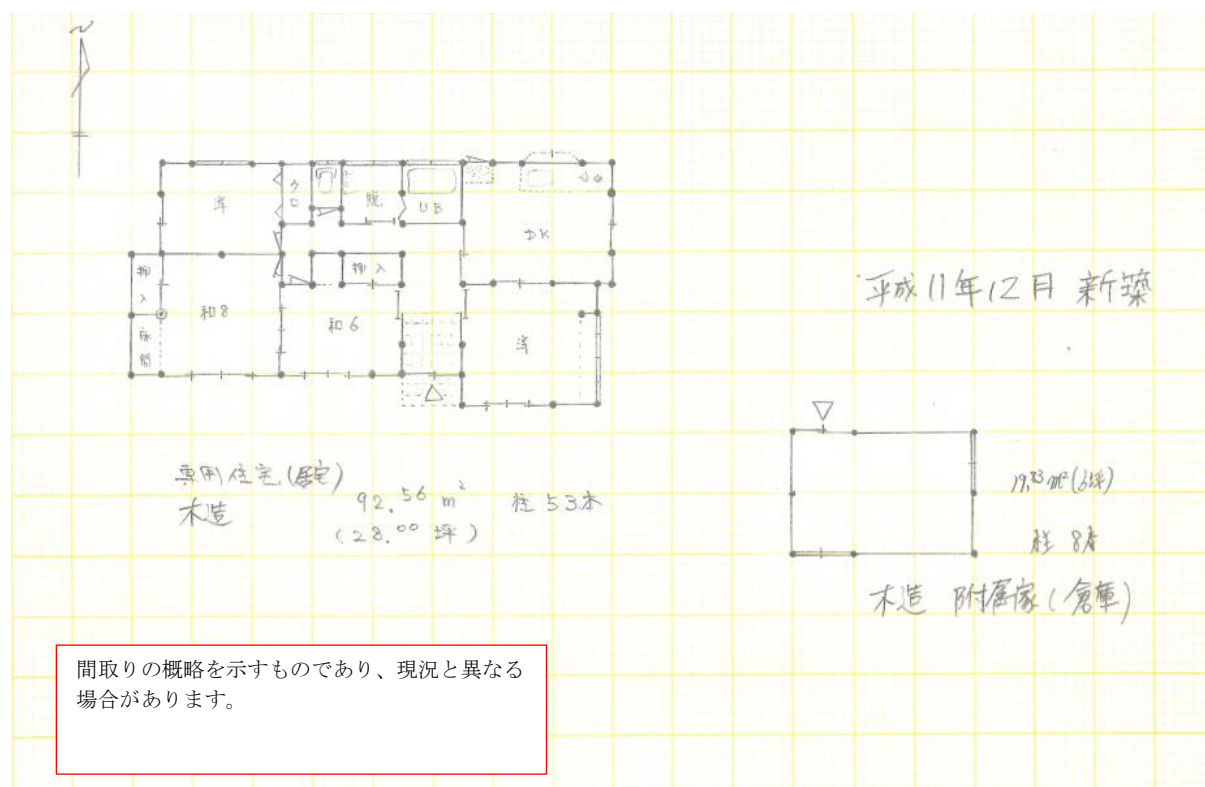 N
洋
クロ
脱
UB
DK
押入
押入
和8
和6
床間
洋
平成11年12月 新築
専用住宅(居宅)
木造
92.56 m²
(28.00 坪)
柱 53本
19.83 m² (6坪)
柱 8本
木造 附属家(倉庫)
間取りの概略を示すものであり、現況と異なる
場合があります。